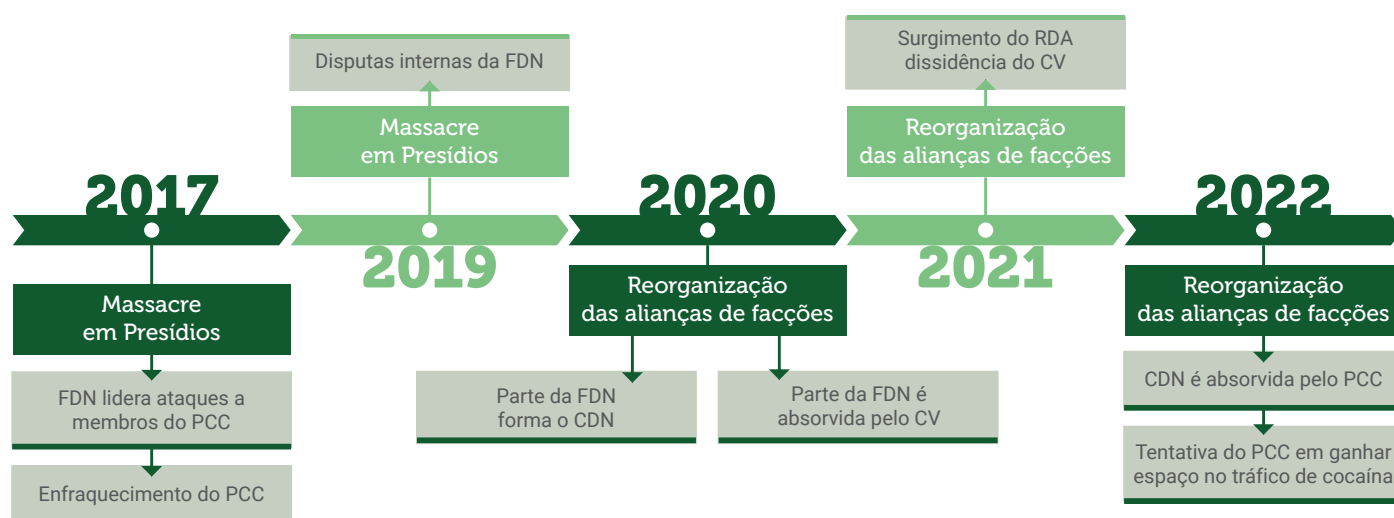 2017
Massacre
em Presídios
FDN lidera ataques a
membros do PCC
Enfraquecimento do PCC
Disputas internas da FDN
Massacre
em Presídios
2019
2020
Reorganização
das alianças de facções
Parte da FDN
forma o CDN
Parte da FDN é
absorvida pelo CV
Surgimento do RDA
dissidência do CV
Reorganização
das alianças de facções
2021
2022
Reorganização
das alianças de facções
CDN é absorvida pelo PCC
Tentativa do PCC em ganhar
espaço no tráfico de cocaína